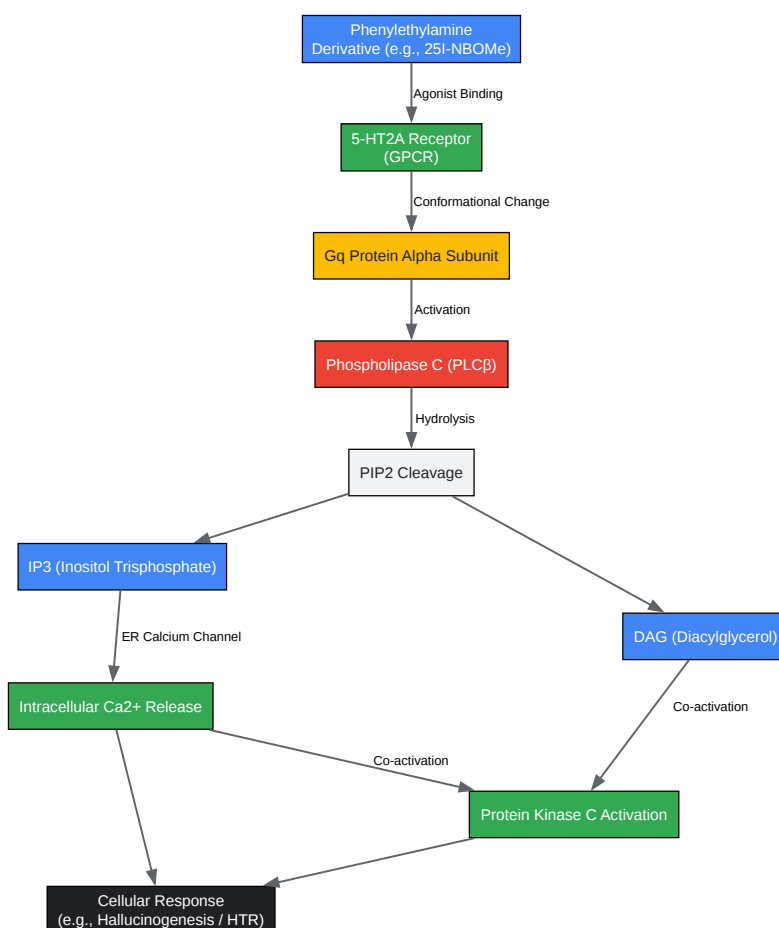 Phenylethylamine
Derivative (e.g., 25I-NBOMe)
Agonist Binding
5-HT2A Receptor
(GPCR)
Conformational Change
Gq Protein Alpha Subunit
Activation
Phospholipase C (PLCβ)
Hydrolysis
PIP2 Cleavage
IP3 (Inositol Trisphosphate)
ER Calcium Channel
DAG (Diacylglycerol)
Intracellular Ca2+ Release
Co-activation
Co-activation
Protein Kinase C Activation
Cellular Response
(e.g., Hallucinogenesis / HTR)